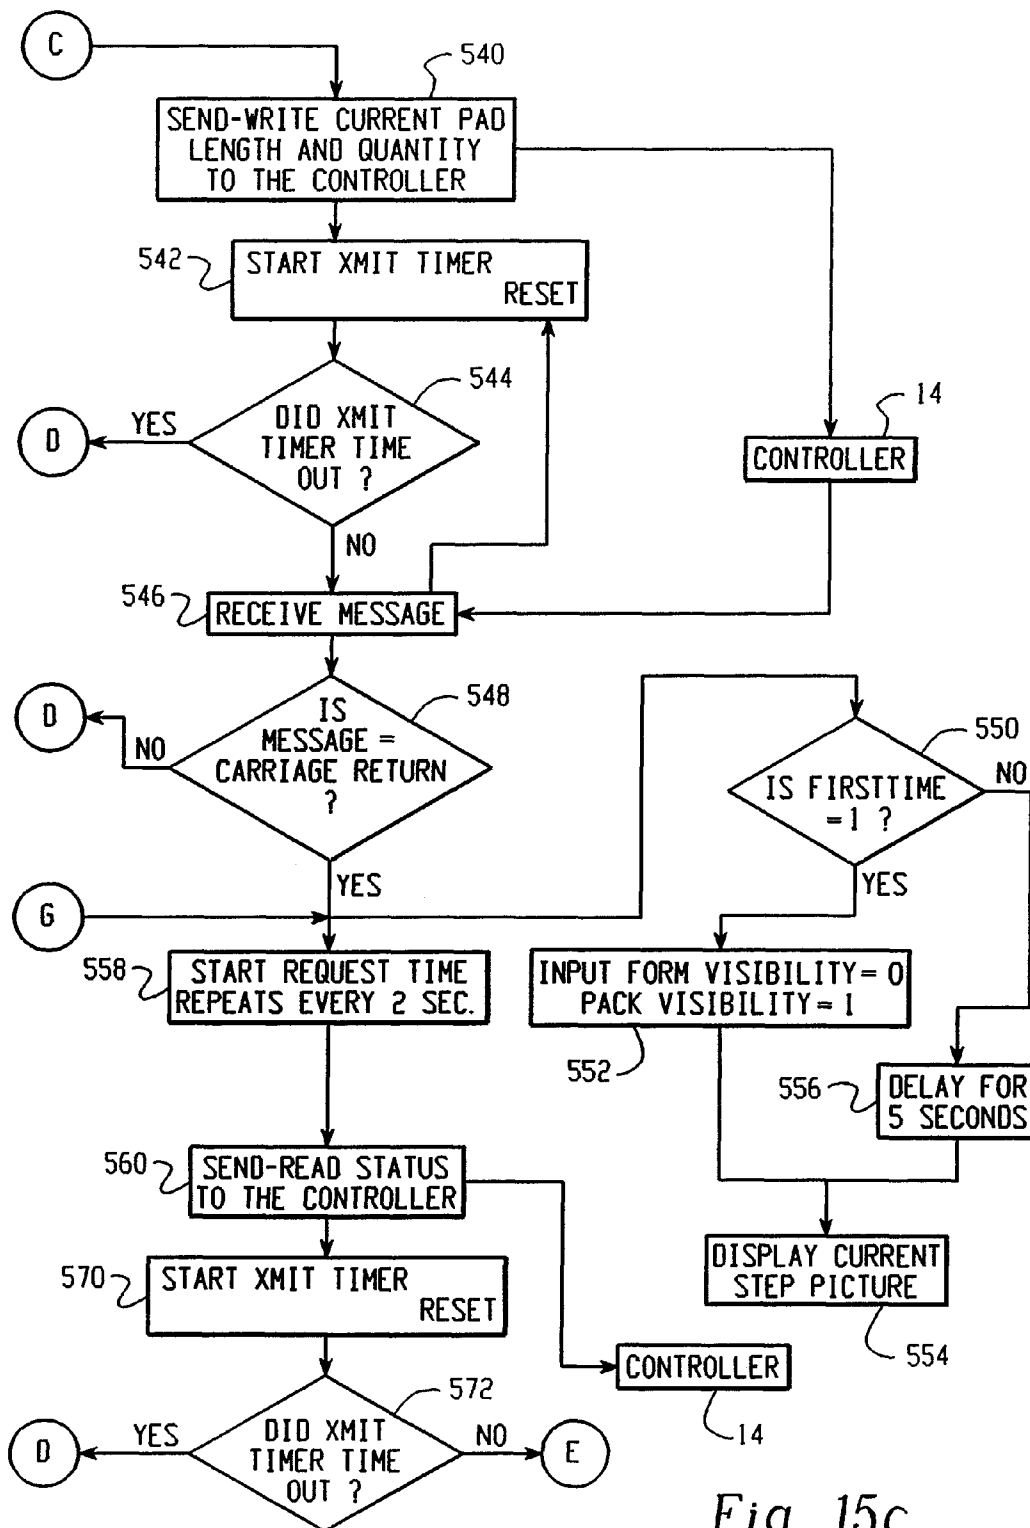 C
540
SEND-WRITE CURRENT PAD
LENGTH AND QUANTITY
TO THE CONTROLLER
542
START XMIT TIMER
RESET
544
DID XMIT
TIMER TIME
OUT ?
YES
D
NO
14
CONTROLLER
546
RECEIVE MESSAGE
548
IS
MESSAGE =
CARRIAGE RETURN
?
NO
D
YES
550
IS FIRSTTIME
=1 ?
NO
YES
G
558
START REQUEST TIME
REPEATS EVERY 2 SEC.
INPUT FORM VISIBILITY= 0
PACK VISIBILITY= 1
552
556
DELAY FOR
5 SECONDS
560
SEND-READ STATUS
TO THE CONTROLLER
570
START XMIT TIMER
RESET
DISPLAY CURRENT
STEP PICTURE
554
CONTROLLER
14
572
DID XMIT
TIMER TIME
OUT ?
YES
D
NO
E
Fig. 15c